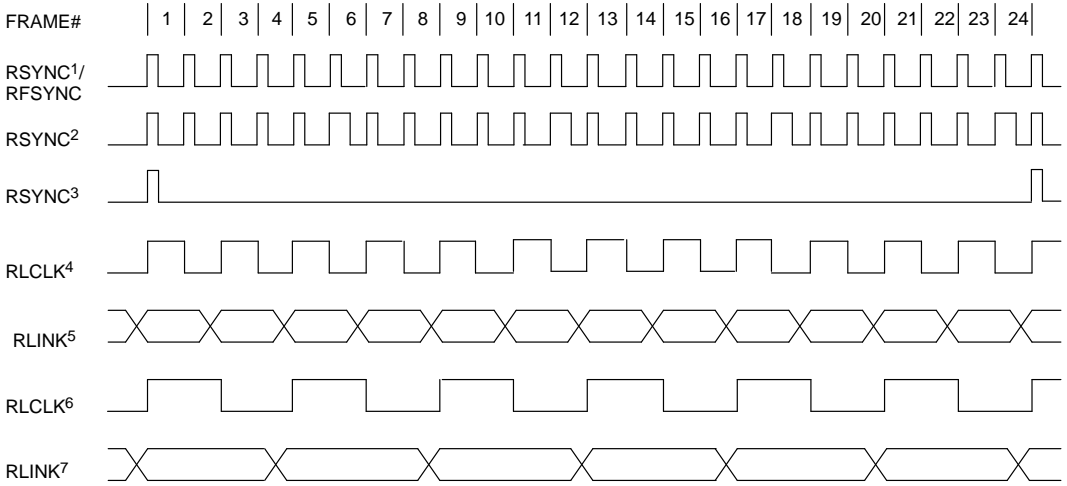 FRAME# 1 2 3 4 5 6 7 8 9 10 11 12 13 14 15 16 17 18 19 20 21 22 23 24
RSYNC¹/
RFSYNC
RSYNC²
RSYNC³
RLCLK⁴
RLINK⁵
RLCLK⁶
RLINK⁷